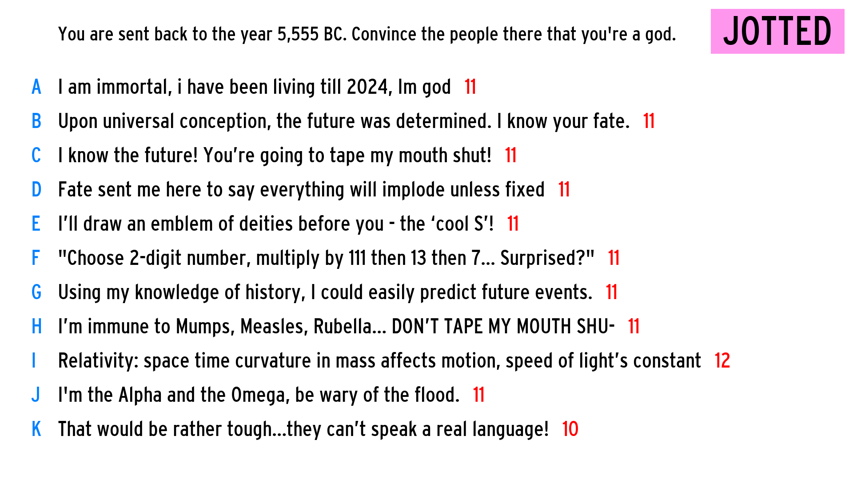 You are sent back to the year 5,555 BC. Convince the people there that you're a god.
JOTTED
A I am immortal, i have been living till 2024, Im god 11
B Upon universal conception, the future was determined. I know your fate. 11
C I know the future! You’re going to tape my mouth shut! 11
D Fate sent me here to say everything will implode unless fixed 11
E I’ll draw an emblem of deities before you - the ‘cool S’! 11
F "Choose 2-digit number, multiply by 111 then 13 then 7... Surprised?" 11
G Using my knowledge of history, I could easily predict future events. 11
H I’m immune to Mumps, Measles, Rubella... DON’T TAPE MY MOUTH SHU- 11
I Relativity: space time curvature in mass affects motion, speed of light’s constant 12
J I'm the Alpha and the Omega, be wary of the flood. 11
K That would be rather tough...they can’t speak a real language! 10